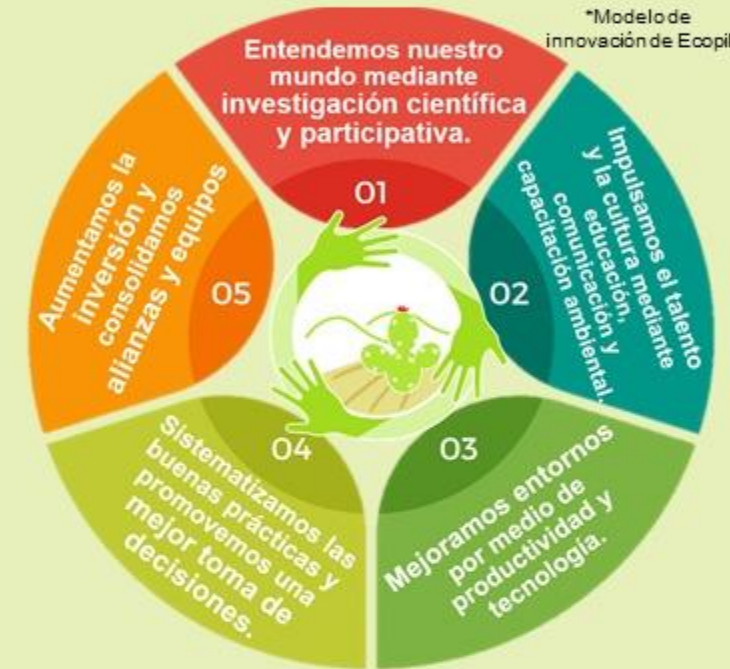 *Modelo de
innovación de Ecopil
Entendemos nuestro
mundo mediante
investigación científica
y participativa.
01
Impulsamos el talento
y la cultura mediante
educación,
comunicación y
capacitación ambiental.
02
Mejoramos entornos
por medio de
productividad y
tecnología.
03
Sistematizamos las
buenas prácticas y
promovemos una
mejor toma de
decisiones.
04
Aumentamos la
inversión y
consolidamos
alianzas y equipos
05